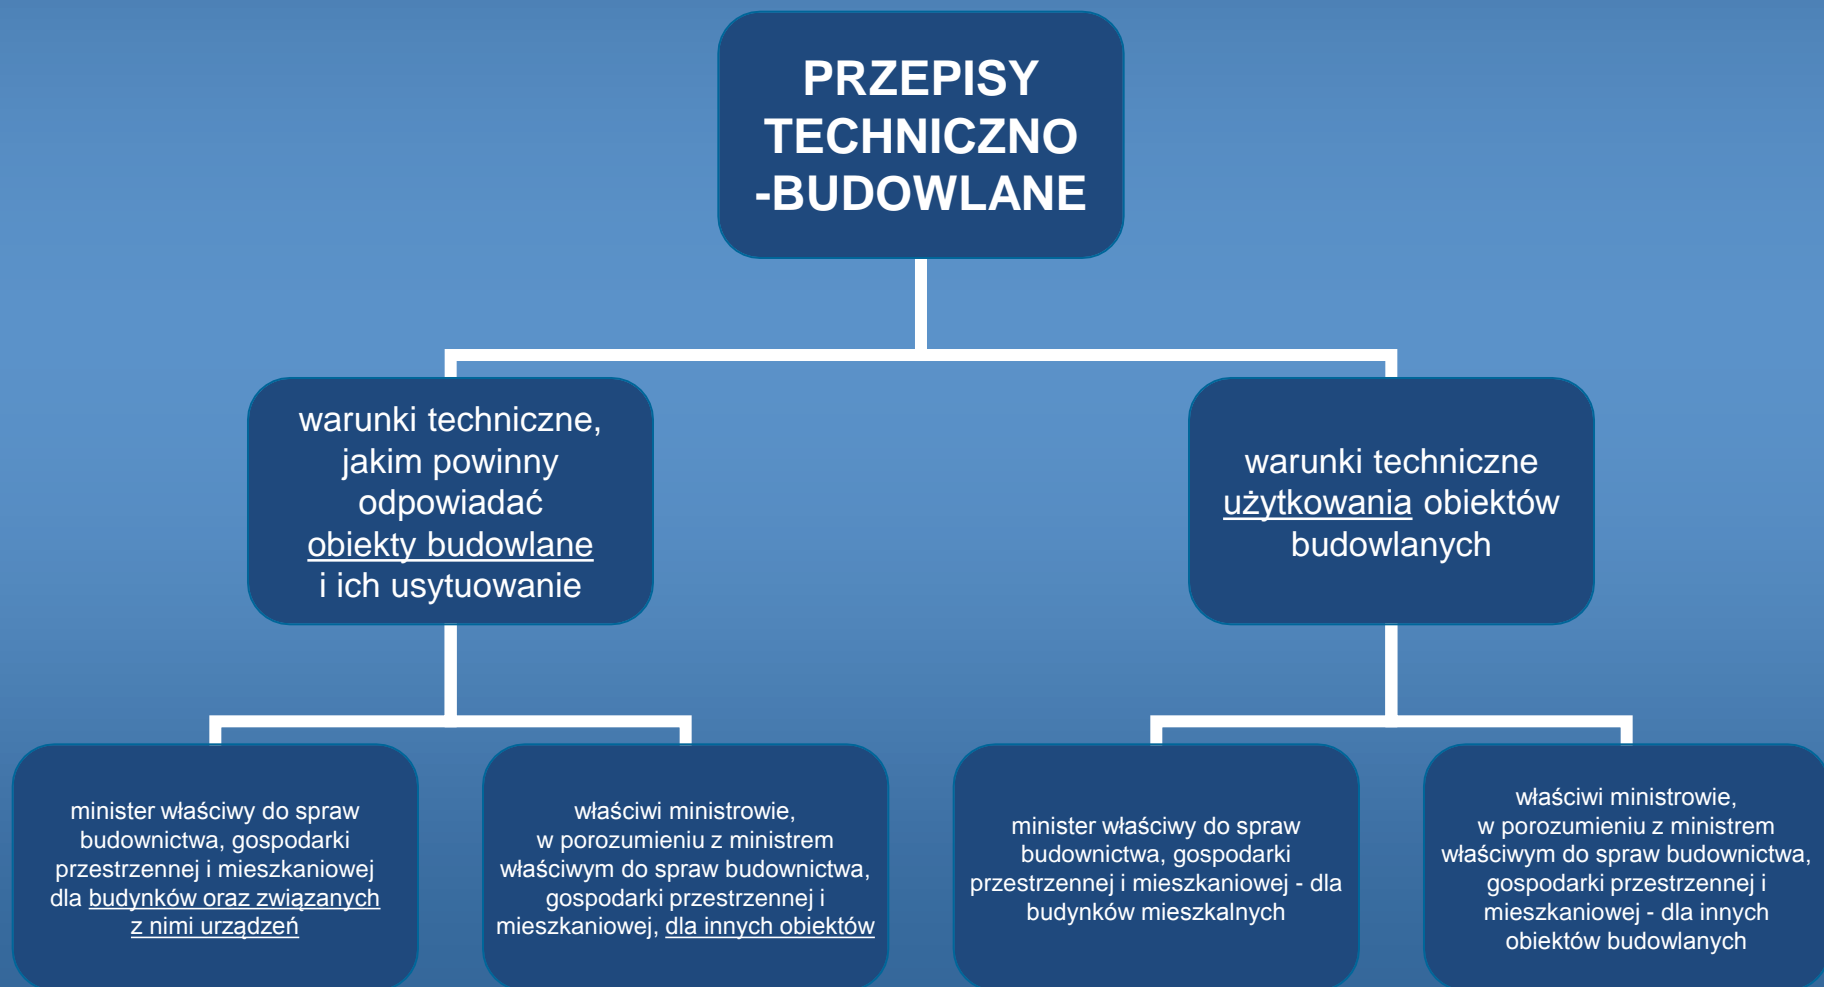 PRZEPISY
TECHNICZNO
-BUDOWLANE
warunki techniczne,
jakim powinny
odpowiadać
obiekty budowlane
i ich usytuowanie
warunki techniczne
użytkowania obiektów
budowlanych
minister właściwy do spraw
budownictwa, gospodarki
przestrzennej i mieszkaniowej
dla budynków oraz związanych
z nimi urządzeń
właściwi ministrowie,
w porozumieniu z ministrem
właściwym do spraw budownictwa,
gospodarki przestrzennej i
mieszkaniowej, dla innych obiektów
minister właściwy do spraw
budownictwa, gospodarki
przestrzennej i mieszkaniowej - dla
budynków mieszkalnych
właściwi ministrowie,
w porozumieniu z ministrem
właściwym do spraw budownictwa,
gospodarki przestrzennej i
mieszkaniowej - dla innych
obiektów budowlanych